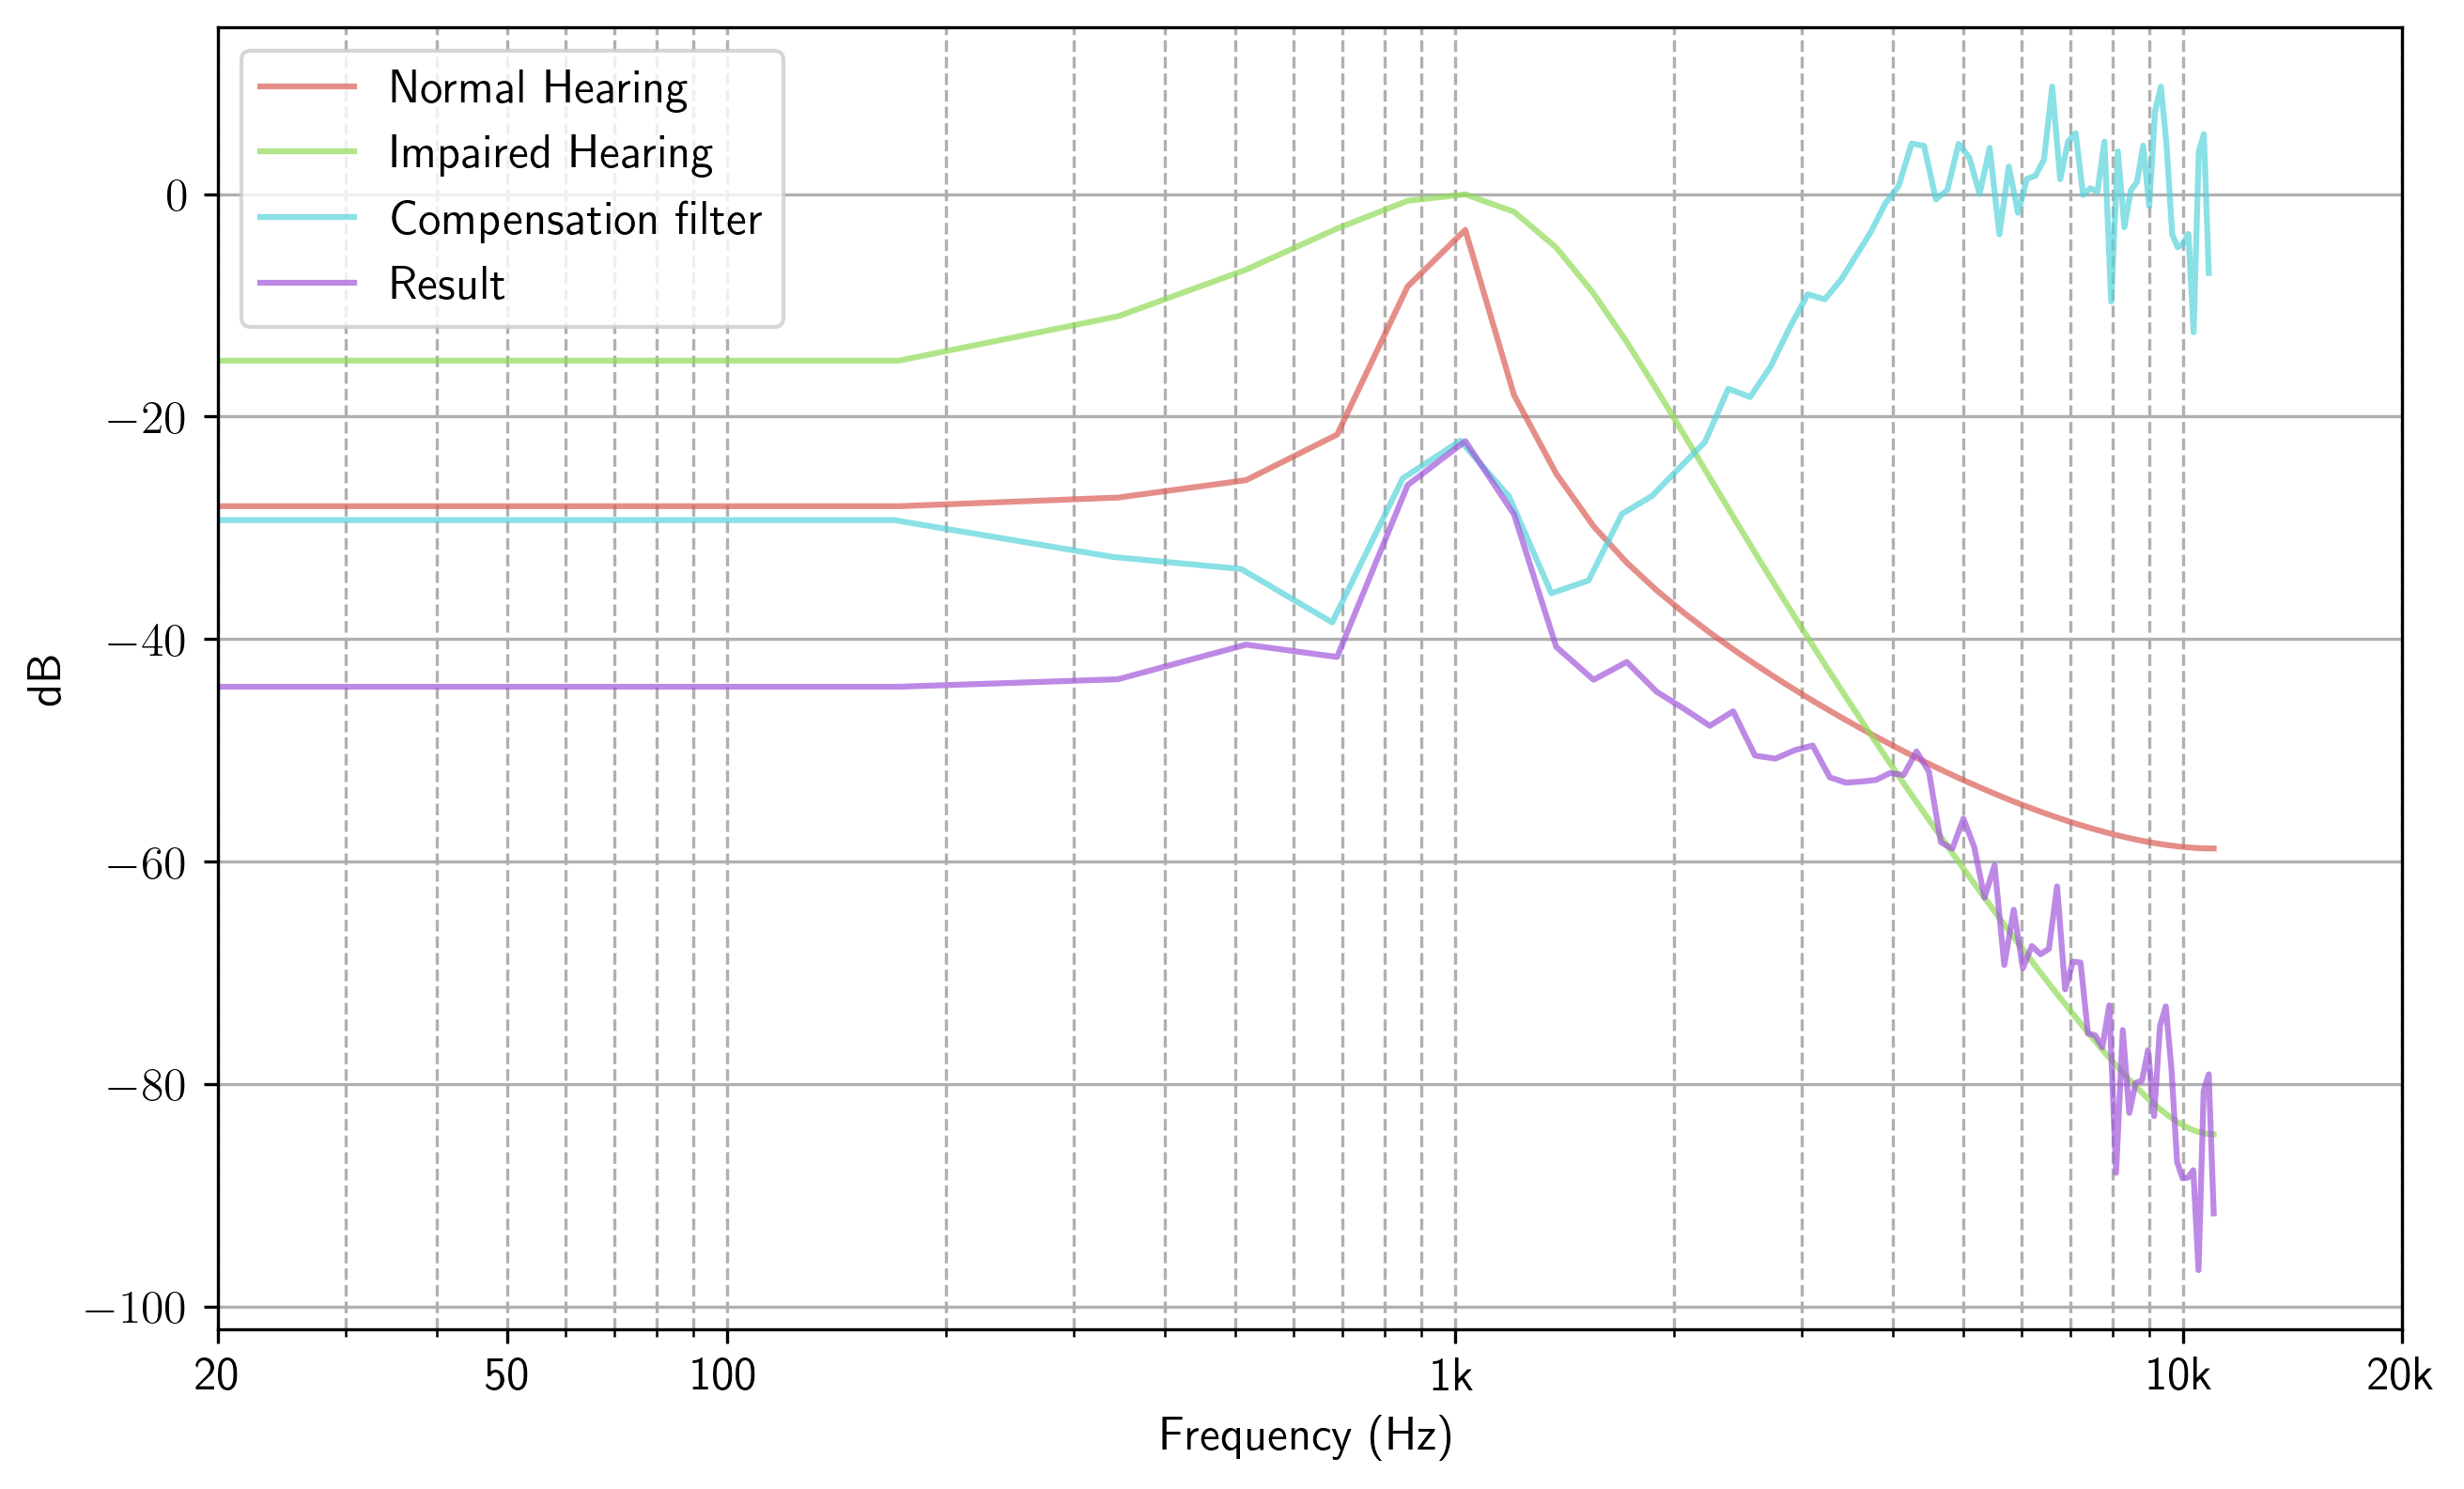 Normal Hearing
Impaired Hearing
Compensation filter
Result
0
−20
−40
−60
−80
−100
dB
20 50 100 1k 10k 20k
Frequency (Hz)